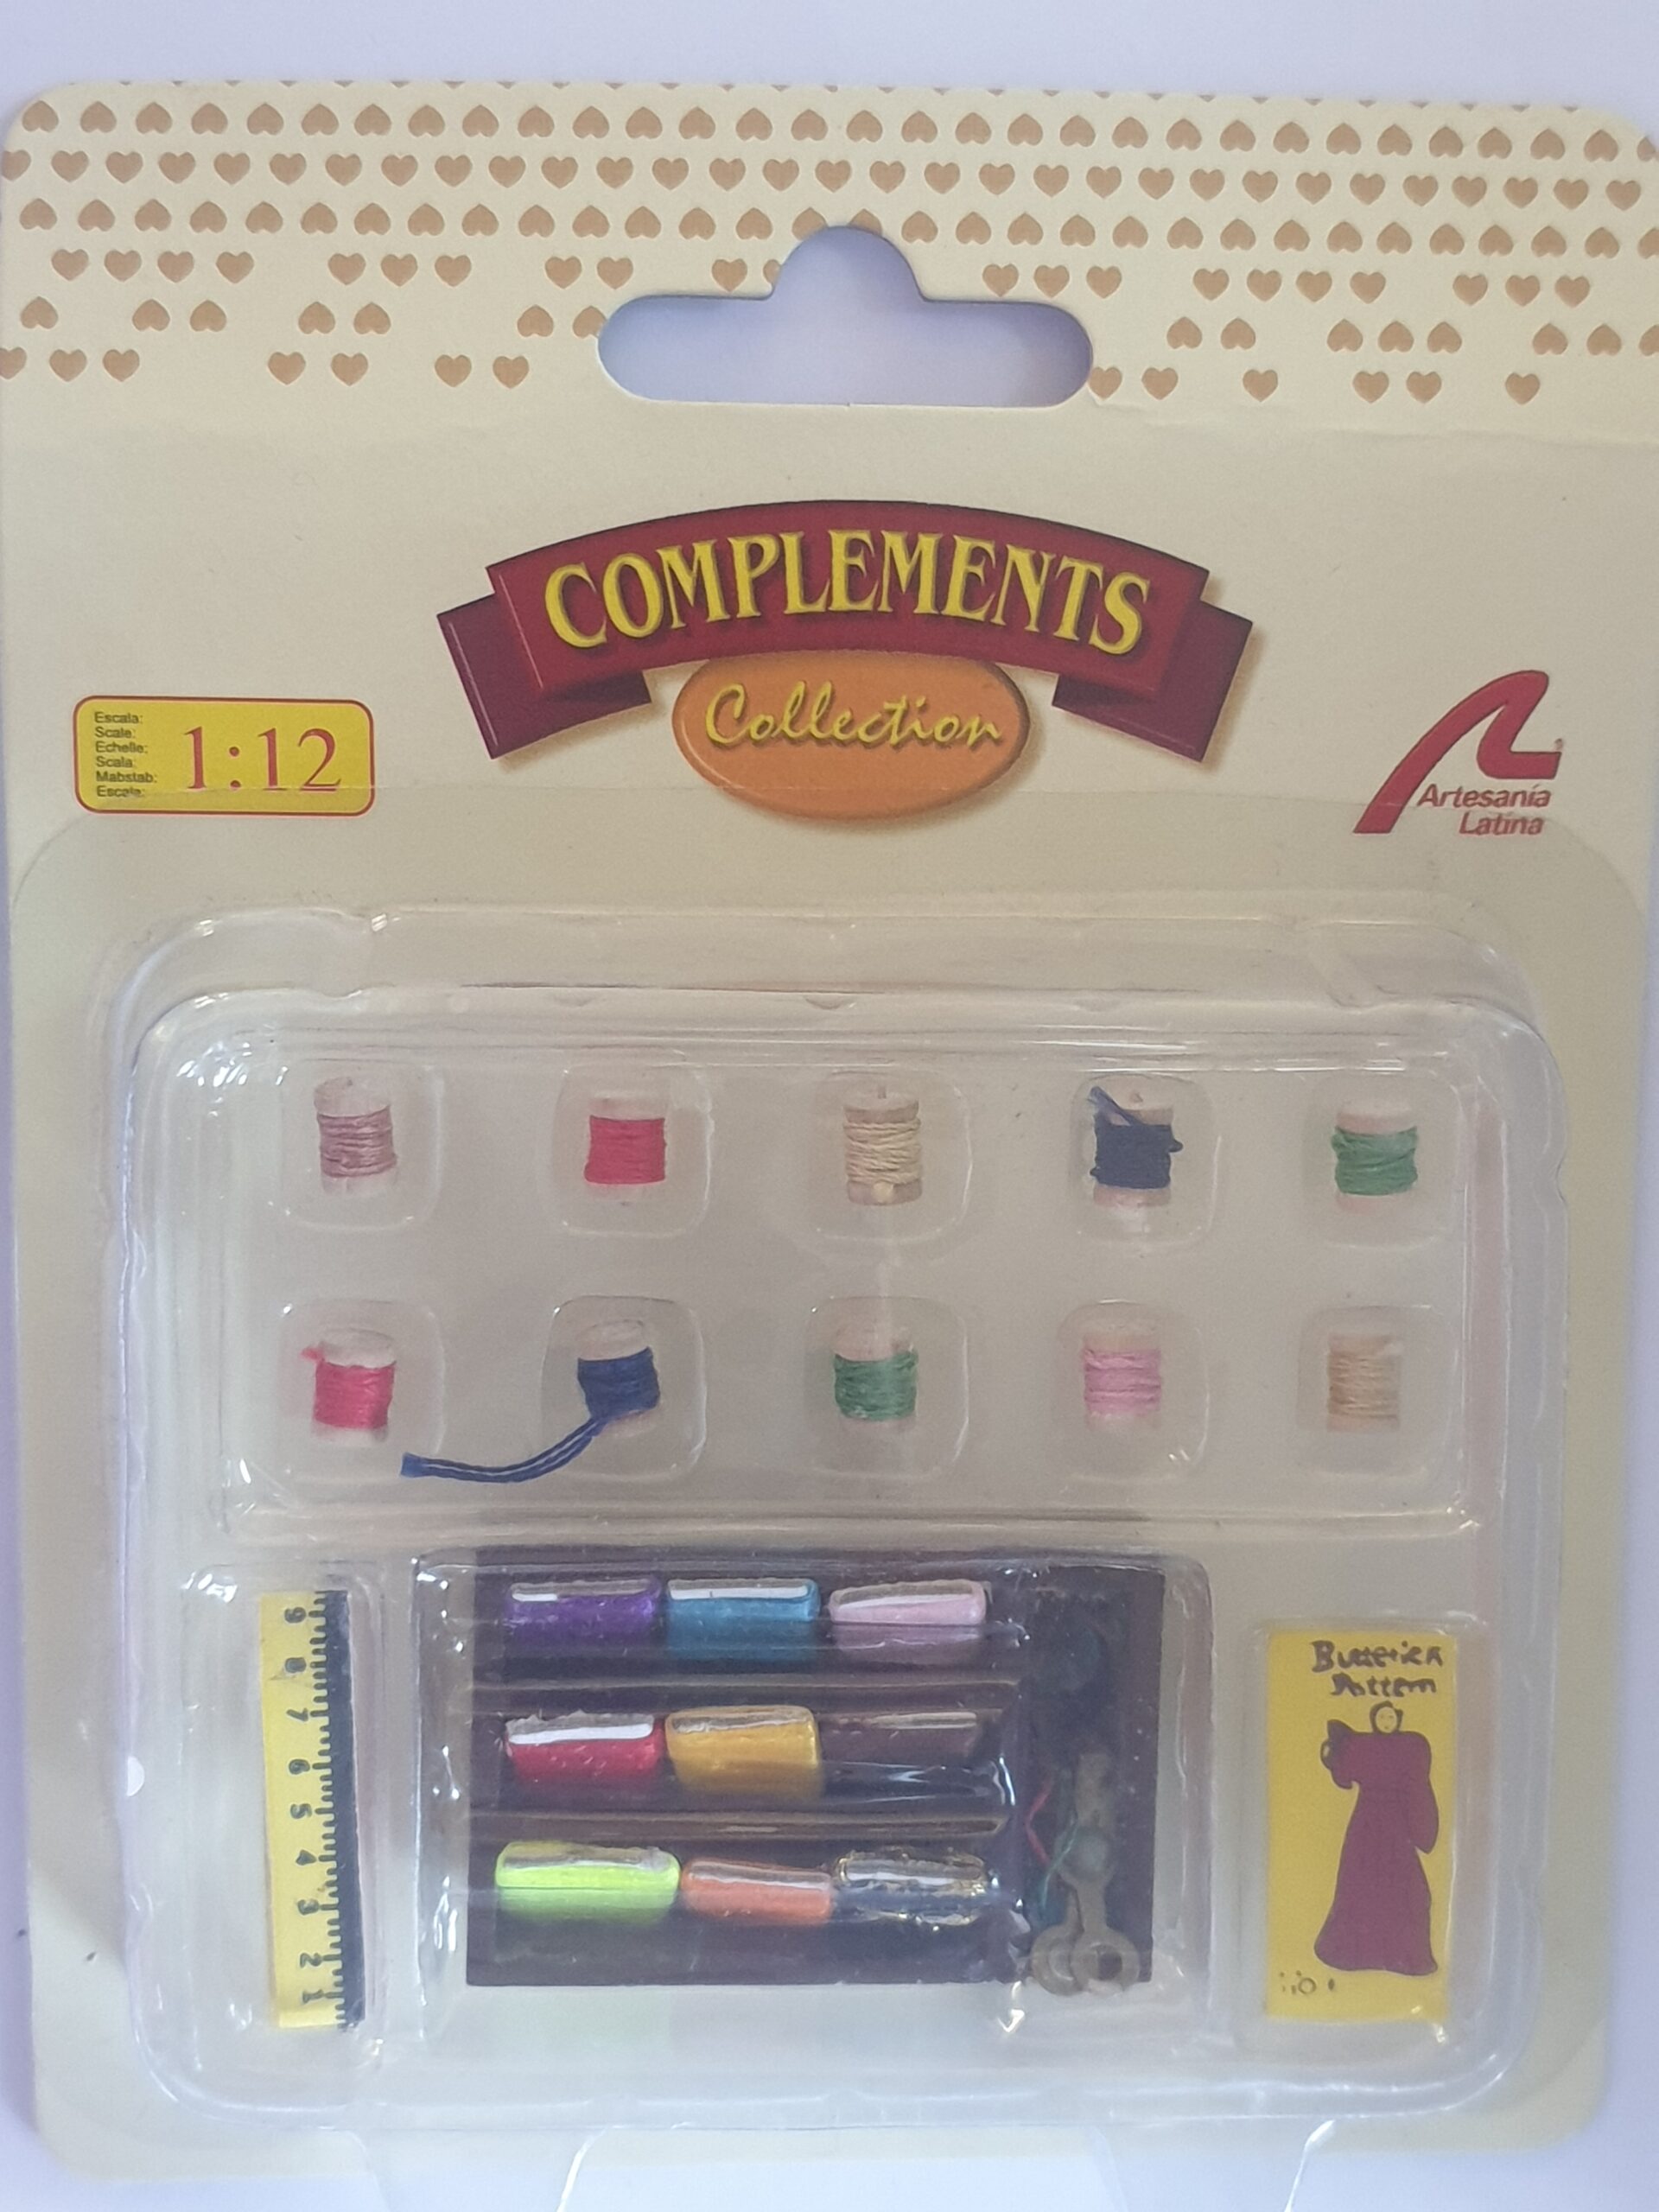 COMPLEMENTS
Collection
Escala:
Scale:
Echelle:
Scala:
Mabstab:
Escala:
1:12
Artesanía
Latina
9
8
7
6
5
4
3
2
1
Butterick
Pattern